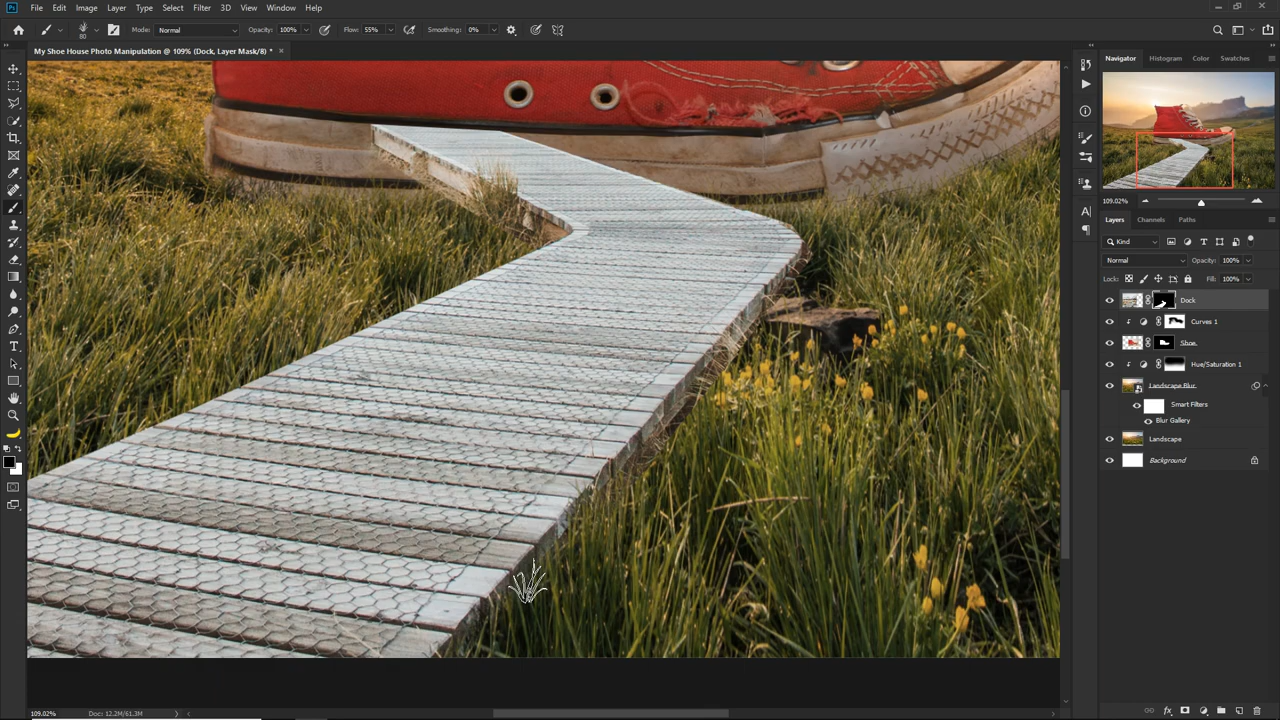 Ps File Edit Image Layer Type Select Filter 3D View Window Help
80 Mode: Normal Opacity: 100% Flow: 55% Smoothing: 0%
My Shoe House Photo Manipulation @ 109% (Dock, Layer Mask/8) * ×
Navigator Histogram Color Swatches
109.02%
Layers Channels Paths
Kind
Normal Opacity: 100%
Lock: Fill: 100%
Dock
Curves 1
Shoe
Hue/Saturation 1
Landscape Blur
Smart Filters
Blur Gallery
Landscape
Background
109.02% Doc: 12.2M/61.3M